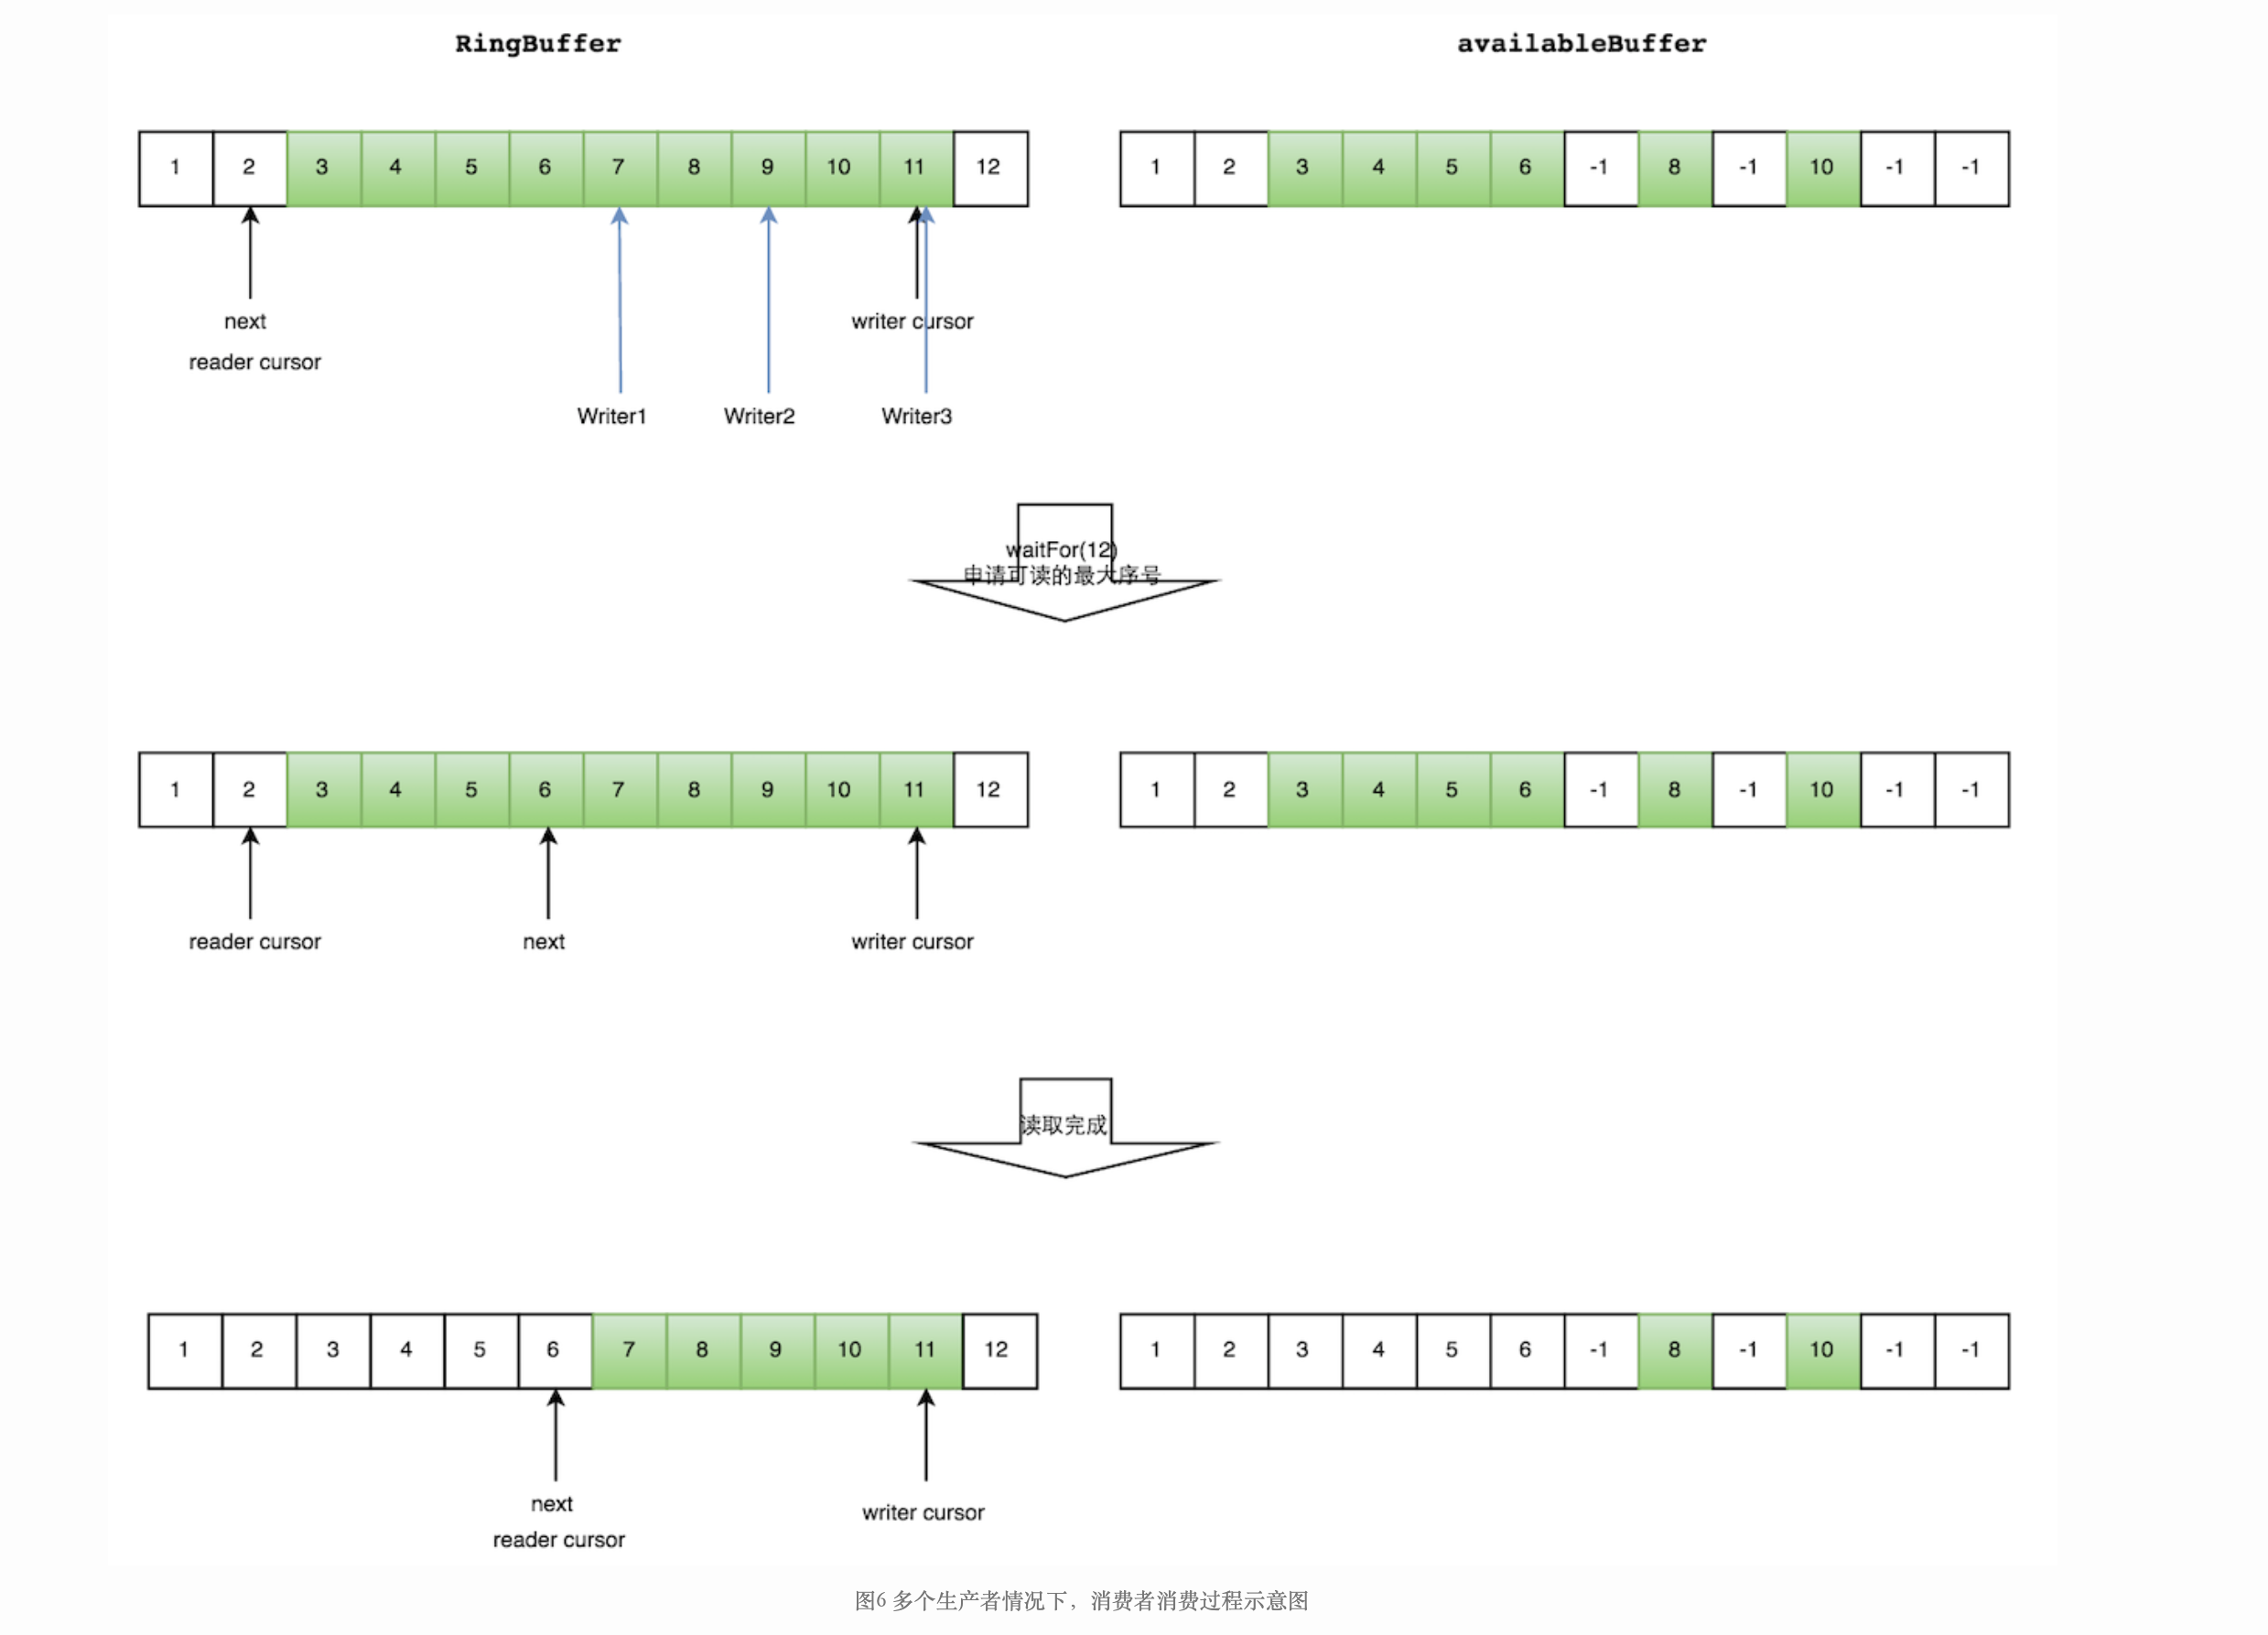 RingBuffer availableBuffer
1 2 3 4 5 6 7 8 9 10 11 12 1 2 3 4 5 6 -1 8 -1 10 -1 -1
next writer cursor
reader cursor
Writer1 Writer2 Writer3
waitFor(12)
申请可读的最大序号
1 2 3 4 5 6 7 8 9 10 11 12 1 2 3 4 5 6 -1 8 -1 10 -1 -1
reader cursor next writer cursor
读取完成
1 2 3 4 5 6 7 8 9 10 11 12 1 2 3 4 5 6 -1 8 -1 10 -1 -1
next writer cursor
reader cursor
图6 多个生产者情况下，消费者消费过程示意图